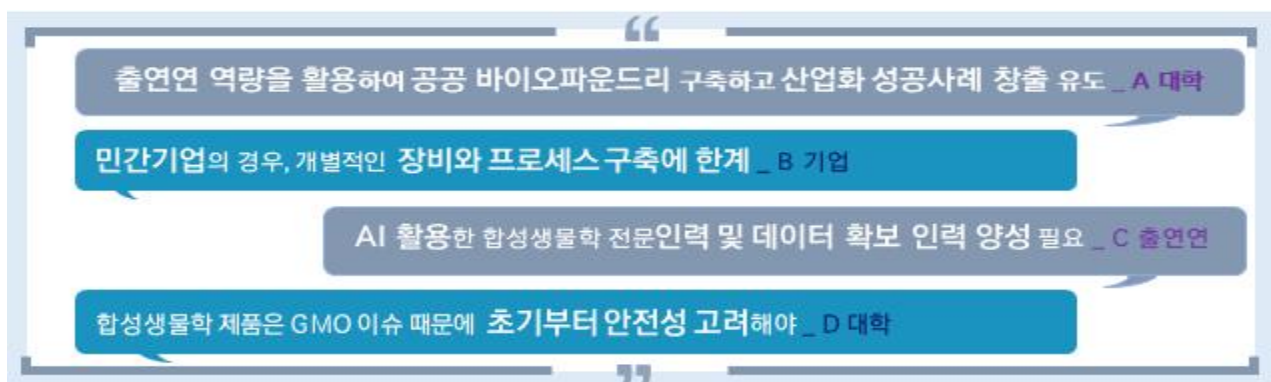 “
출연연 역량을 활용하여 공공 바이오파운드리 구축하고 산업화 성공사례 창출 유도 _ A 대학
민간기업의 경우, 개별적인 장비와 프로세스 구축에 한계 _ B 기업
AI 활용한 합성생물학 전문인력 및 데이터 확보 인력 양성 필요 _ C 출연연
합성생물학 제품은 GMO 이슈 때문에 초기부터 안전성 고려해야 _ D 대학
”